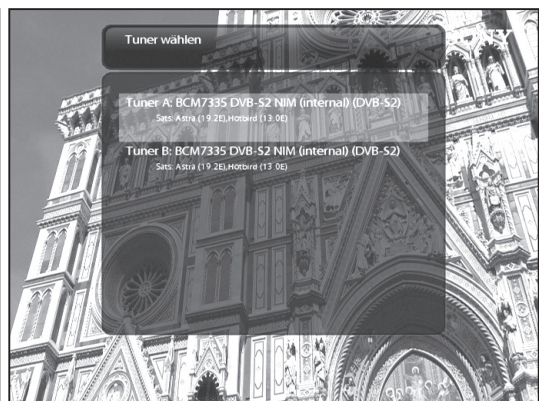 Tuner wählen
Tuner A: BCM7335 DVB-S2 NIM (internal) (DVB-S2)
Sats: Astra (19.2E),Hotbird (13.0E)
Tuner B: BCM7335 DVB-S2 NIM (internal) (DVB-S2)
Sats: Astra (19.2E),Hotbird (13.0E)